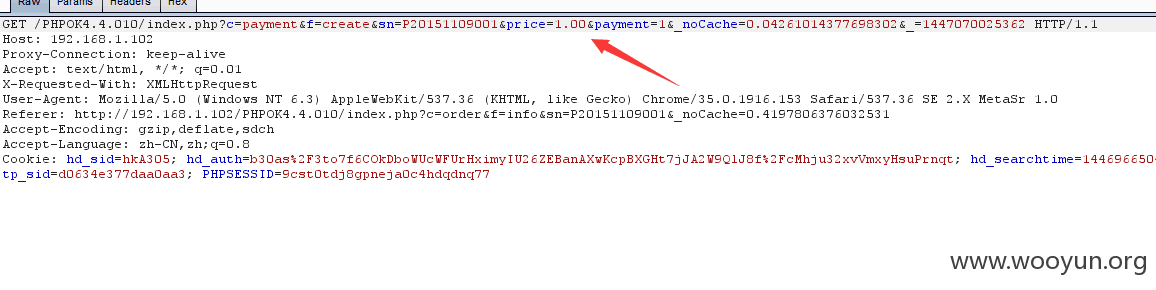 Raw Params Headers Hex
GET /PHPOK4.4.010/index.php?c=payment&f=create&sn=P20151109001&price=1.00&payment=1&_noCache=0.04261014377698302&_=1447070025362 HTTP/1.1
Host: 192.168.1.102
Proxy-Connection: keep-alive
Accept: text/html, */*; q=0.01
X-Requested-With: XMLHttpRequest
User-Agent: Mozilla/5.0 (Windows NT 6.3) AppleWebKit/537.36 (KHTML, like Gecko) Chrome/35.0.1916.153 Safari/537.36 SE 2.X MetaSr 1.0
Referer: http://192.168.1.102/PHPOK4.4.010/index.php?c=order&f=info&sn=P20151109001&_noCache=0.4197806376032531
Accept-Encoding: gzip,deflate,sdch
Accept-Language: zh-CN,zh;q=0.8
Cookie: hd_sid=hkA305; hd_auth=b30as%2F3to7f6COkDboWUcWFUrHximyIU26ZEBanAXwKcpBXGHt7jJA2W9QlJ8f%2FcMhju32xvVmxyHsuPrnqt; hd_searchtime=144696650
tp_sid=d0634e377daa0aa3; PHPSESSID=9cst0tdj8gpneja0c4hdqdnq77
www.wooyun.org